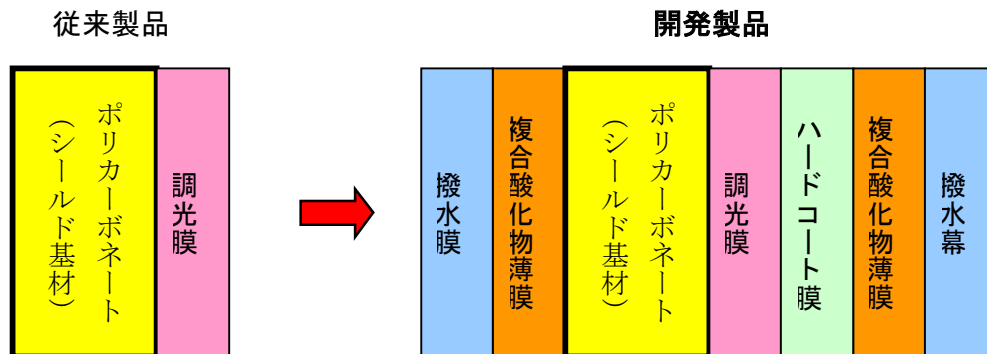 従来製品
開発製品
ポリカーボネート
（シールド基材）
調光膜
撥水膜
複合酸化物薄膜
ポリカーボネート
（シールド基材）
調光膜
ハードコート膜
複合酸化物薄膜
撥水幕